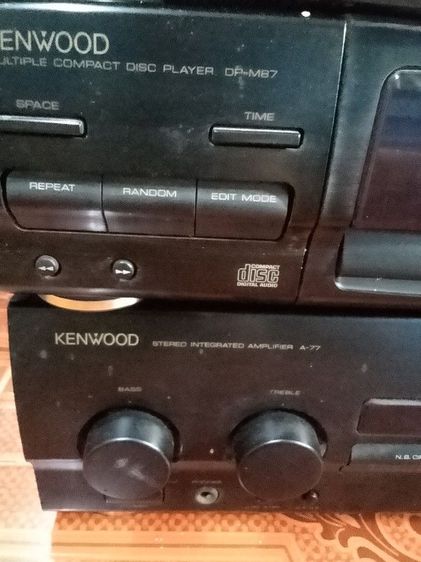 KENWOOD
MULTIPLE COMPACT DISC PLAYER DP-M87
SPACE
TIME
REPEAT RANDOM EDIT MODE
COMPACT
disc
DIGITAL AUDIO
KENWOOD STEREO INTEGRATED AMPLIFIER A-77
BASS TREBLE
N.B.